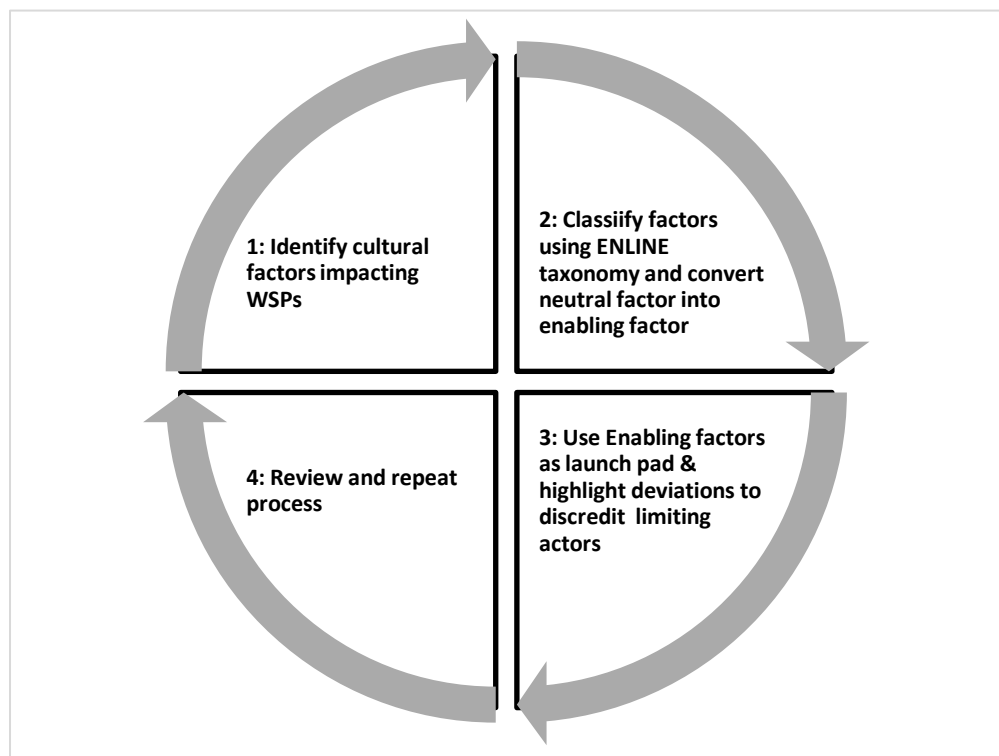 1: Identify cultural
factors impacting
WSPs
2: Classiify factors
using ENLINE
taxonomy and convert
neutral factor into
enabling factor
3: Use Enabling factors
as launch pad &
highlight deviations to
discredit  limiting
actors
4: Review and repeat
process